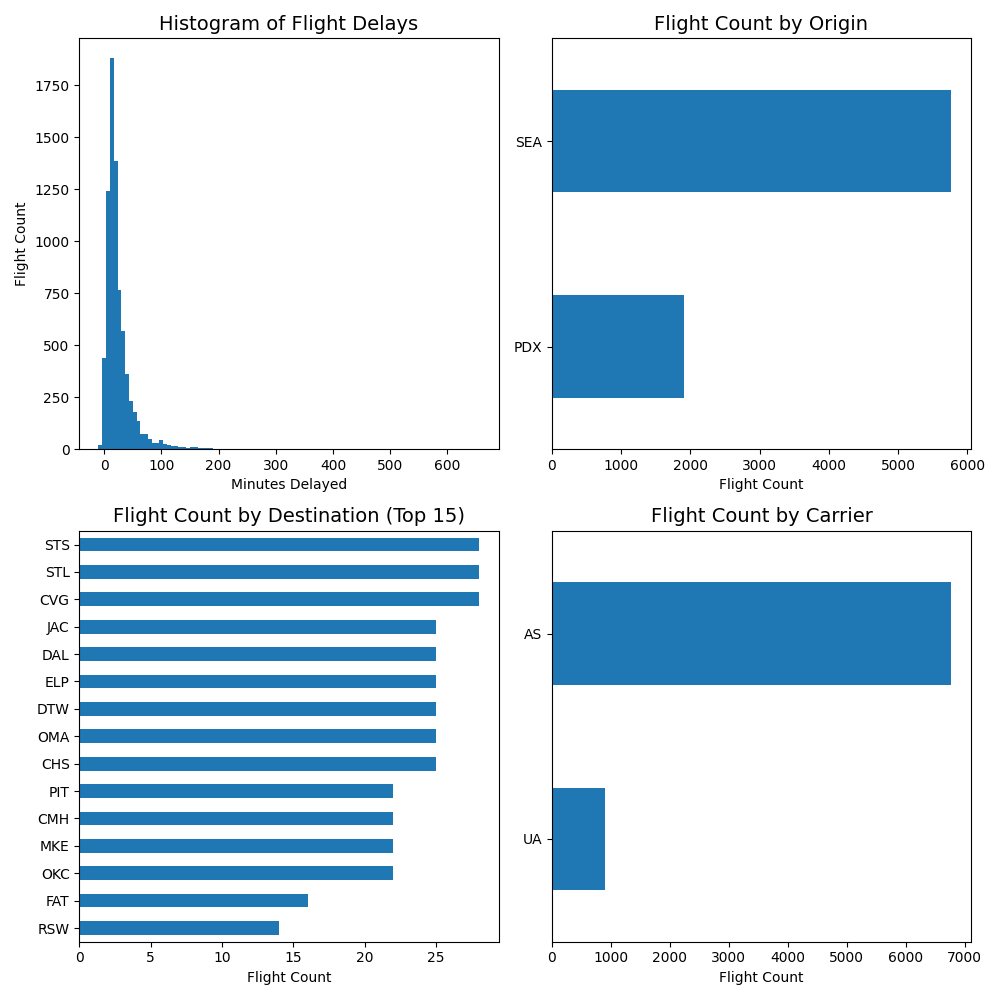 Histogram of Flight Delays
1750
1500
1250
1000
750
500
250
0
Flight Count
0 100 200 300 400 500 600
Minutes Delayed
Flight Count by Origin
SEA
PDX
0 1000 2000 3000 4000 5000 6000
Flight Count
Flight Count by Destination (Top 15)
STS
STL
CVG
JAC
DAL
ELP
DTW
OMA
CHS
PIT
CMH
MKE
OKC
FAT
RSW
0 5 10 15 20 25
Flight Count
Flight Count by Carrier
AS
UA
0 1000 2000 3000 4000 5000 6000 7000
Flight Count